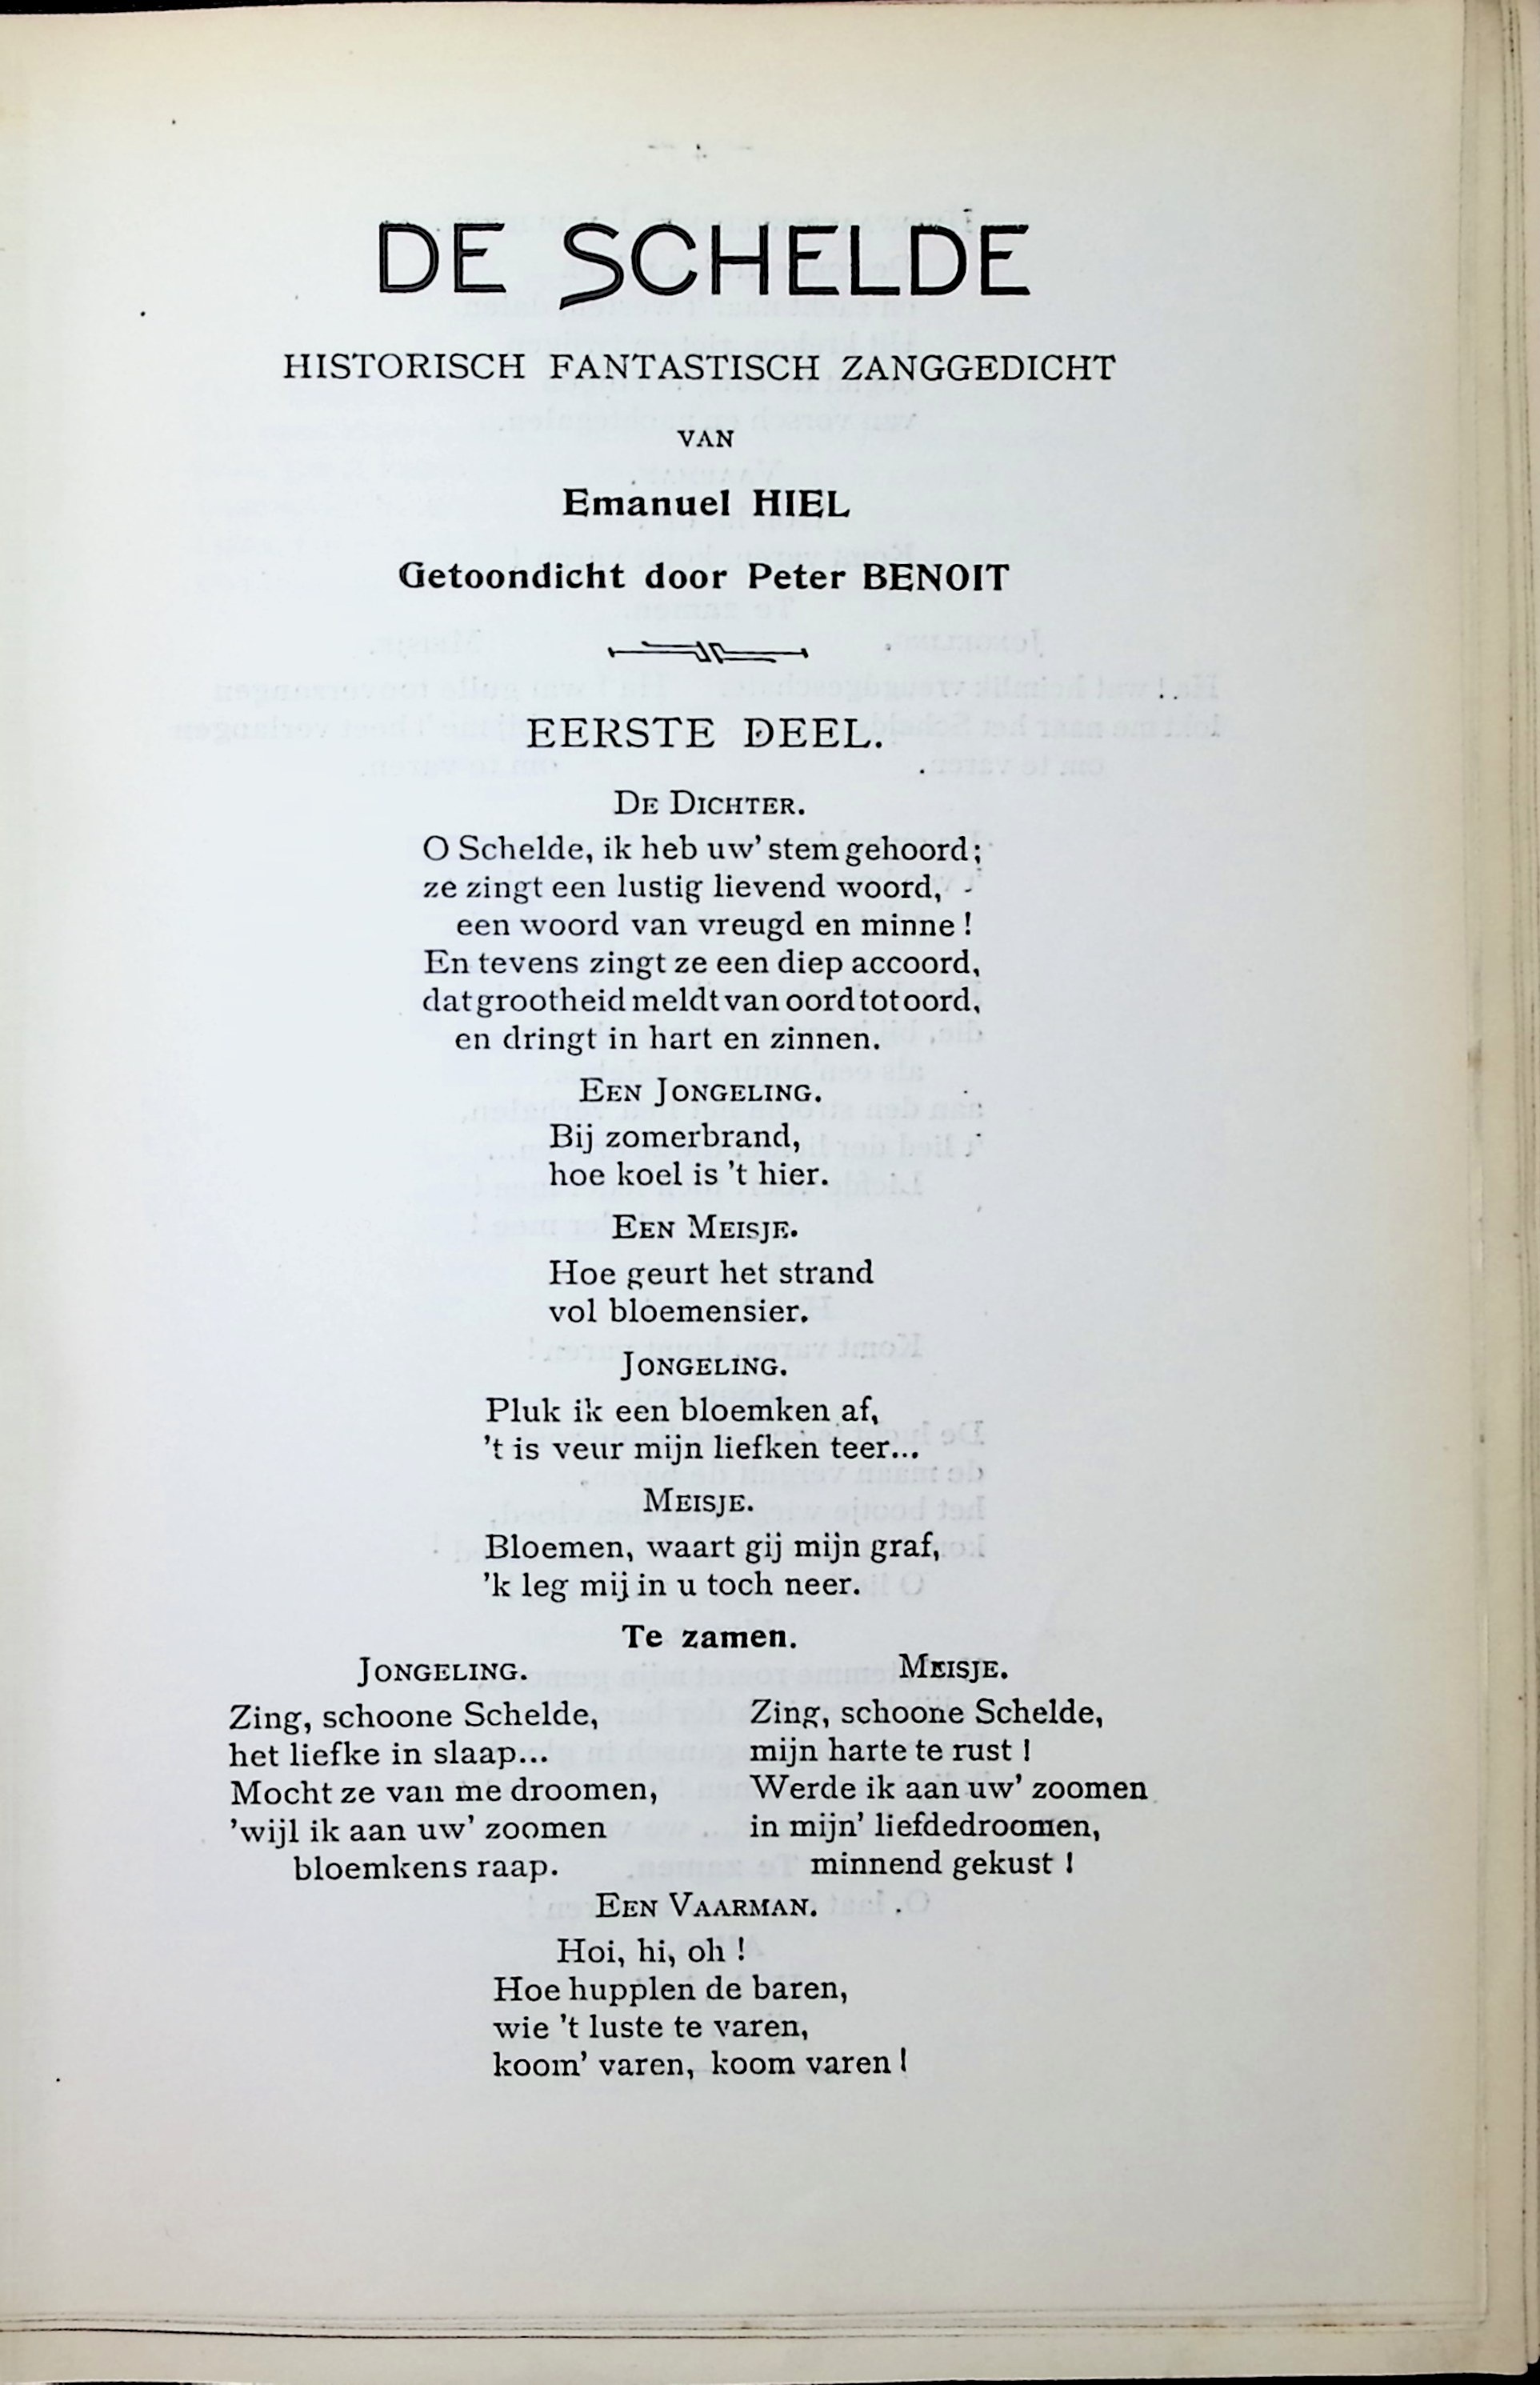 DE SCHELDE
HISTORISCH FANTASTISCH ZANGGEDICHT
VAN
Emanuel HIEL
Getoondicht door Peter BENOIT
EERSTE DEEL.
DE DICHTER.
O Schelde, ik heb uw' stem gehoord;
ze zingt een lustig lievend woord,
een woord van vreugd en minne !
En tevens zingt ze een diep accoord,
dat grootheid meldt van oord tot oord,
en dringt in hart en zinnen.
EEN JONGELING.
Bij zomerbrand,
hoe koel is 't hier.
EEN MEISJE.
Hoe geurt het strand
vol bloemensier.
JONGELING.
Pluk ik een bloemken af,
't is veur mijn liefken teer...
MEISJE.
Bloemen, waart gij mijn graf,
'k leg mij in u toch neer.
Te zamen.
JONGELING.
Zing, schoone Schelde,
het liefke in slaap...
Mocht ze van me droomen,
'wijl ik aan uw' zoomen
bloemkens raap.
MEISJE.
Zing, schoone Schelde,
mijn harte te rust !
Werde ik aan uw' zoomen
in mijn' liefdedroomen,
minnend gekust !
EEN VAARMAN.
Hoi, hi, oh !
Hoe hupplen de baren,
wie 't luste te varen,
koom' varen, koom varen !